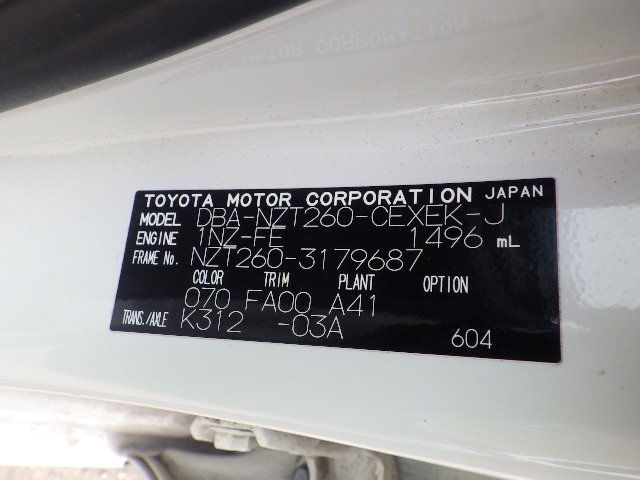 TOYOTA MOTOR CORPORATION JAPAN
MODEL DBA-NZT260-CEXEK-J
ENGINE 1NZ-FE 1496 mL
FRAME No. NZT260-3179687
COLOR TRIM PLANT OPTION
070 FA00 A41
TRANS./AXLE K312 -03A
604